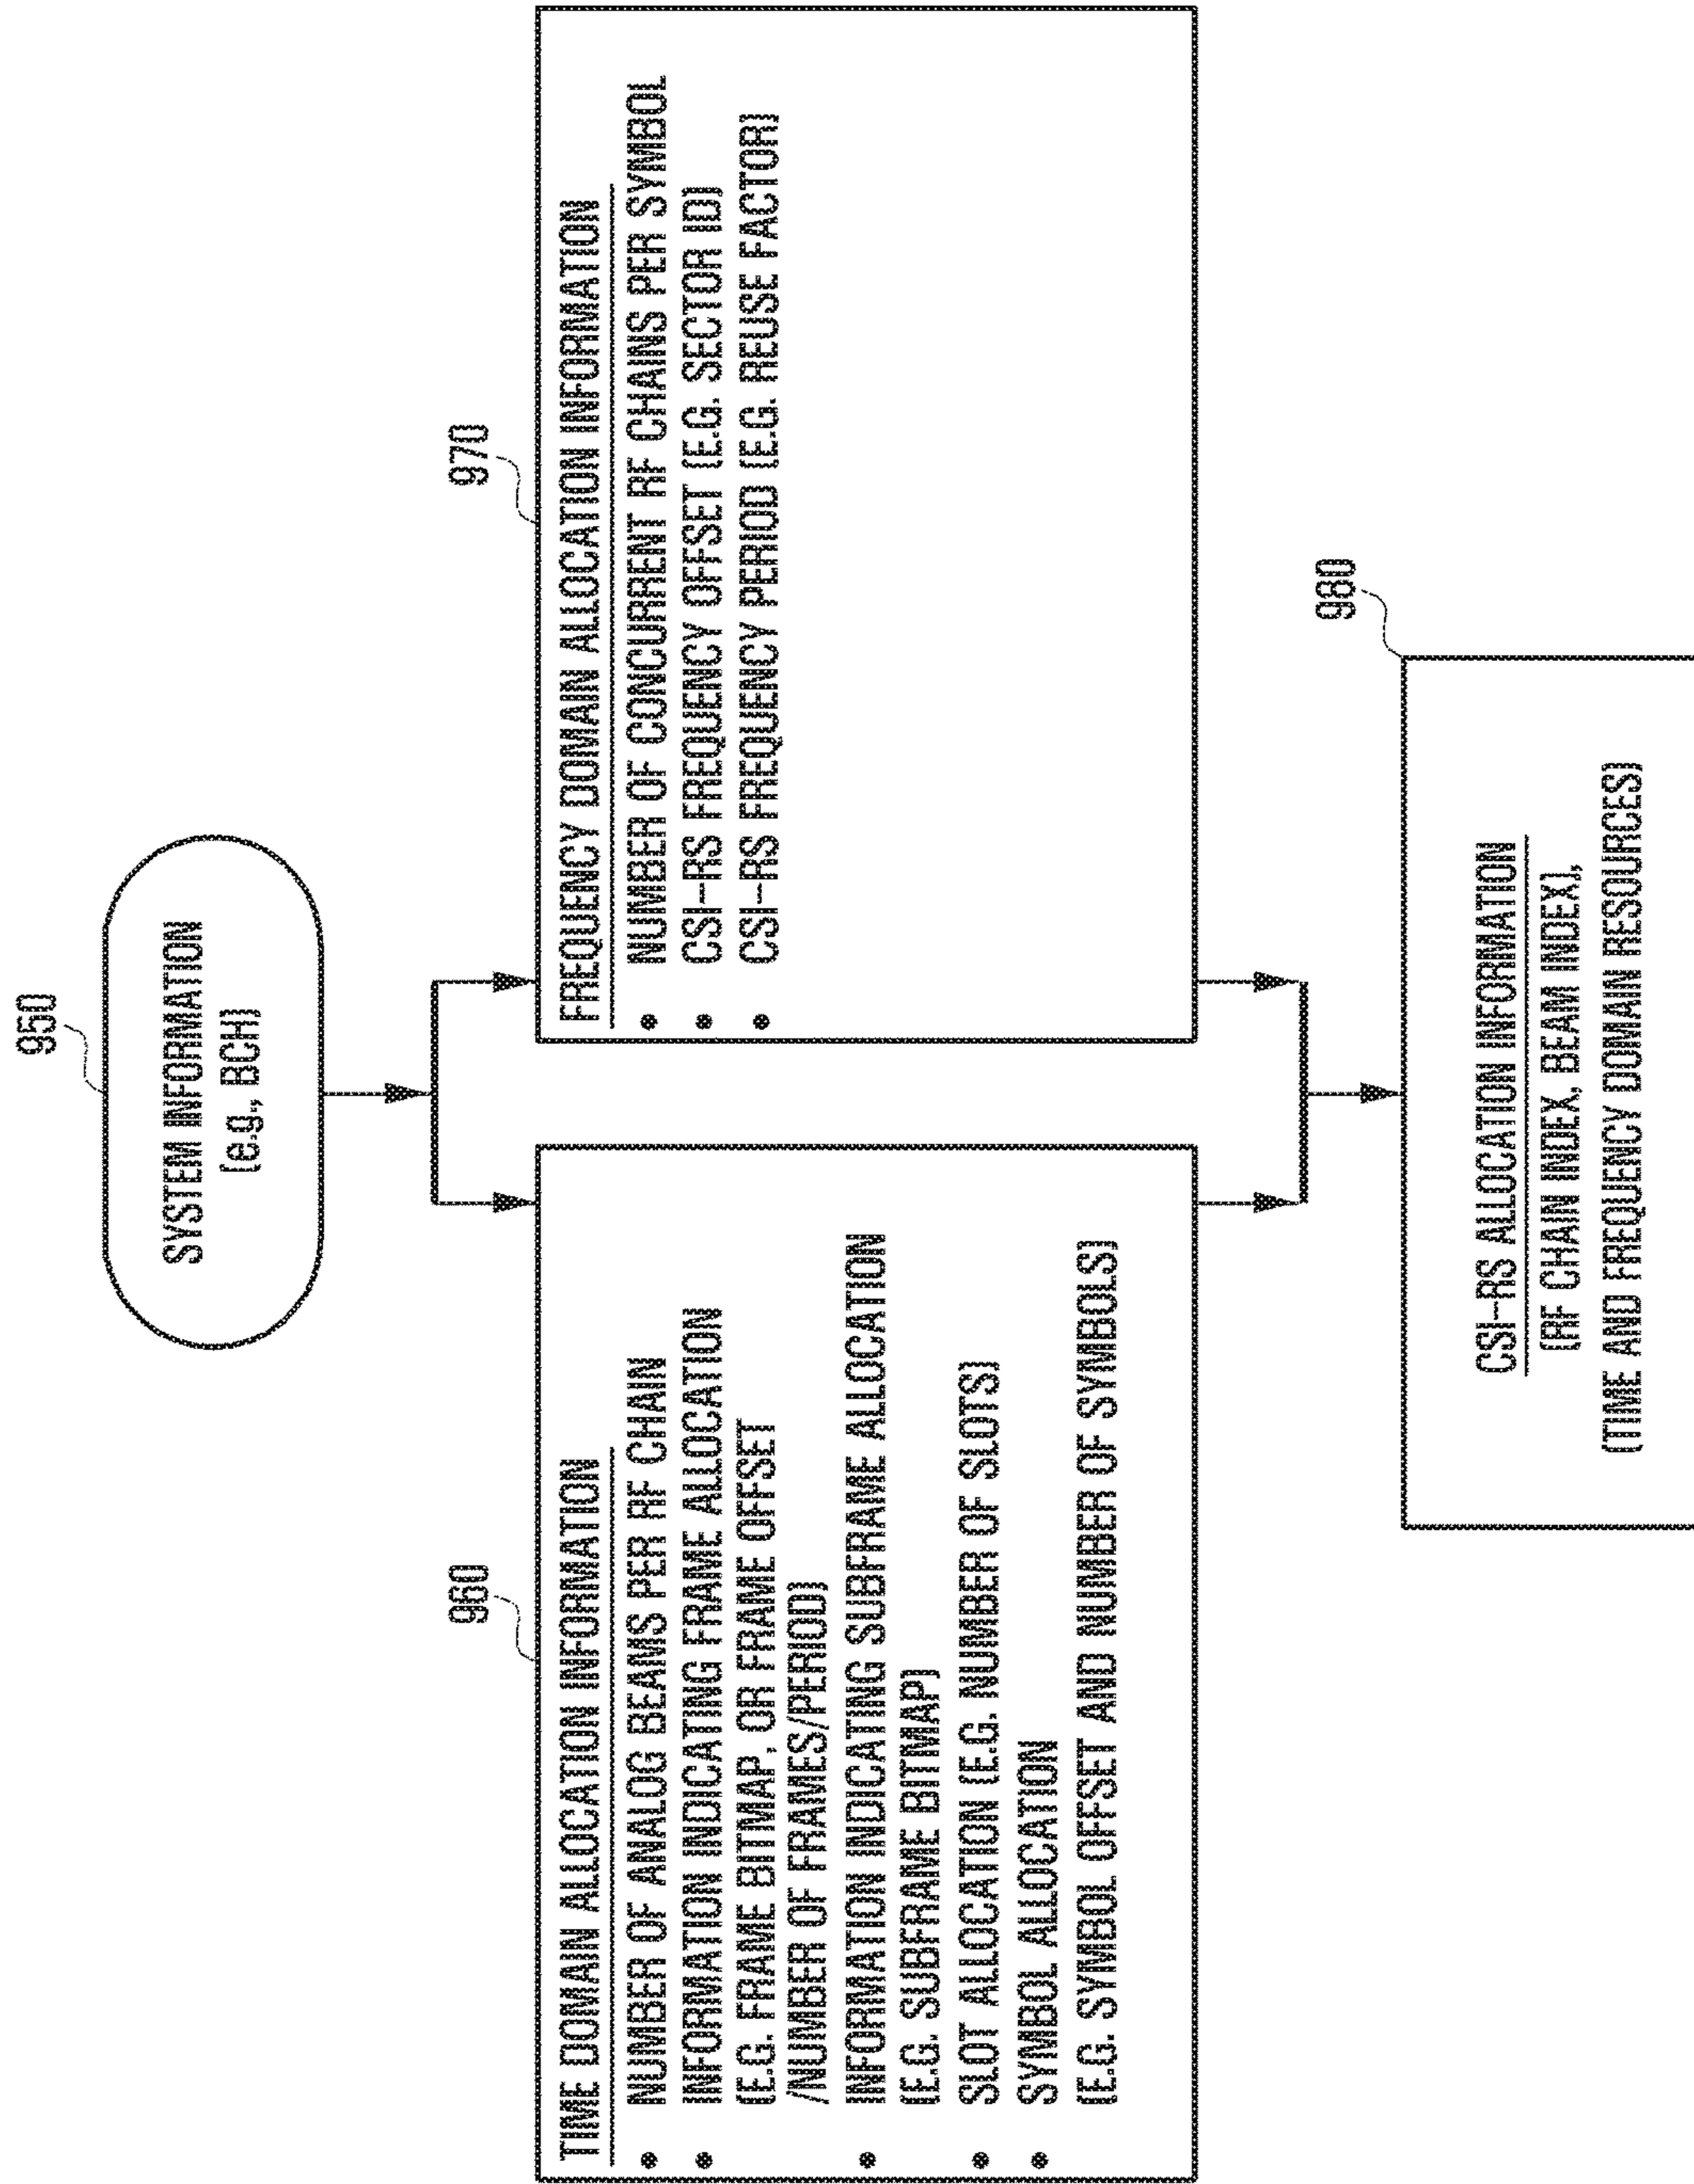 950
SYSTEM INFORMATION
(e.g., BCH)
960
TIME DOMAIN ALLOCATION INFORMATION
• NUMBER OF ANALOG BEAMS PER RF CHAIN
• INFORMATION INDICATING FRAME ALLOCATION
(E.G. FRAME BITMAP, OR FRAME OFFSET
/NUMBER OF FRAMES/PERIOD)
• INFORMATION INDICATING SUBFRAME ALLOCATION
(E.G. SUBFRAME BITMAP)
• SLOT ALLOCATION (E.G. NUMBER OF SLOTS)
• SYMBOL ALLOCATION
(E.G. SYMBOL OFFSET AND NUMBER OF SYMBOLS)
970
FREQUENCY DOMAIN ALLOCATION INFORMATION
• NUMBER OF CONCURRENT RF CHAINS PER SYMBOL
• CSI-RS FREQUENCY OFFSET (E.G. SECTOR ID)
• CSI-RS FREQUENCY PERIOD (E.G. REUSE FACTOR)
980
CSI-RS ALLOCATION INFORMATION
(RF CHAIN INDEX, BEAM INDEX),
(TIME AND FREQUENCY DOMAIN RESOURCES)